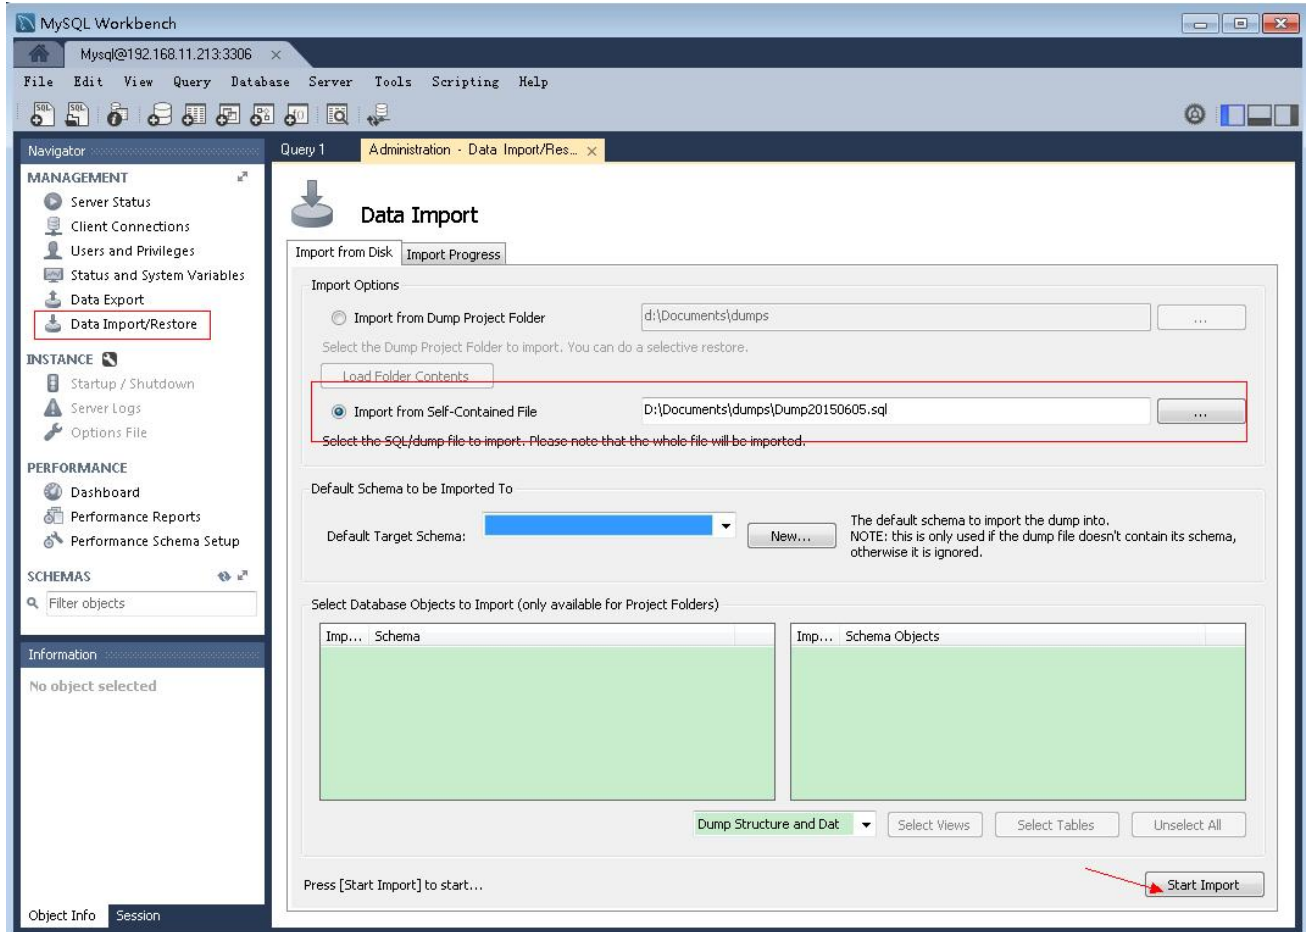 MySQL Workbench
Mysql@192.168.11.213:3306
File Edit View Query Database Server Tools Scripting Help
Navigator
MANAGEMENT
Server Status
Client Connections
Users and Privileges
Status and System Variables
Data Export
Data Import/Restore
INSTANCE
Startup / Shutdown
Server Logs
Options File
PERFORMANCE
Dashboard
Performance Reports
Performance Schema Setup
SCHEMAS
Filter objects
Information
No object selected
Object Info Session
Query 1 Administration - Data Import/Res...
Data Import
Import from Disk Import Progress
Import Options
Import from Dump Project Folder d:\Documents\dumps ...
Select the Dump Project Folder to import. You can do a selective restore.
Load Folder Contents
Import from Self-Contained File D:\Documents\dumps\Dump20150605.sql ...
Select the SQL/dump file to import. Please note that the whole file will be imported.
Default Schema to be Imported To
Default Target Schema: New...
The default schema to import the dump into.
NOTE: this is only used if the dump file doesn't contain its schema,
otherwise it is ignored.
Select Database Objects to Import (only available for Project Folders)
Imp... Schema Imp... Schema Objects
Dump Structure and Dat Select Views Select Tables Unselect All
Press [Start Import] to start... Start Import